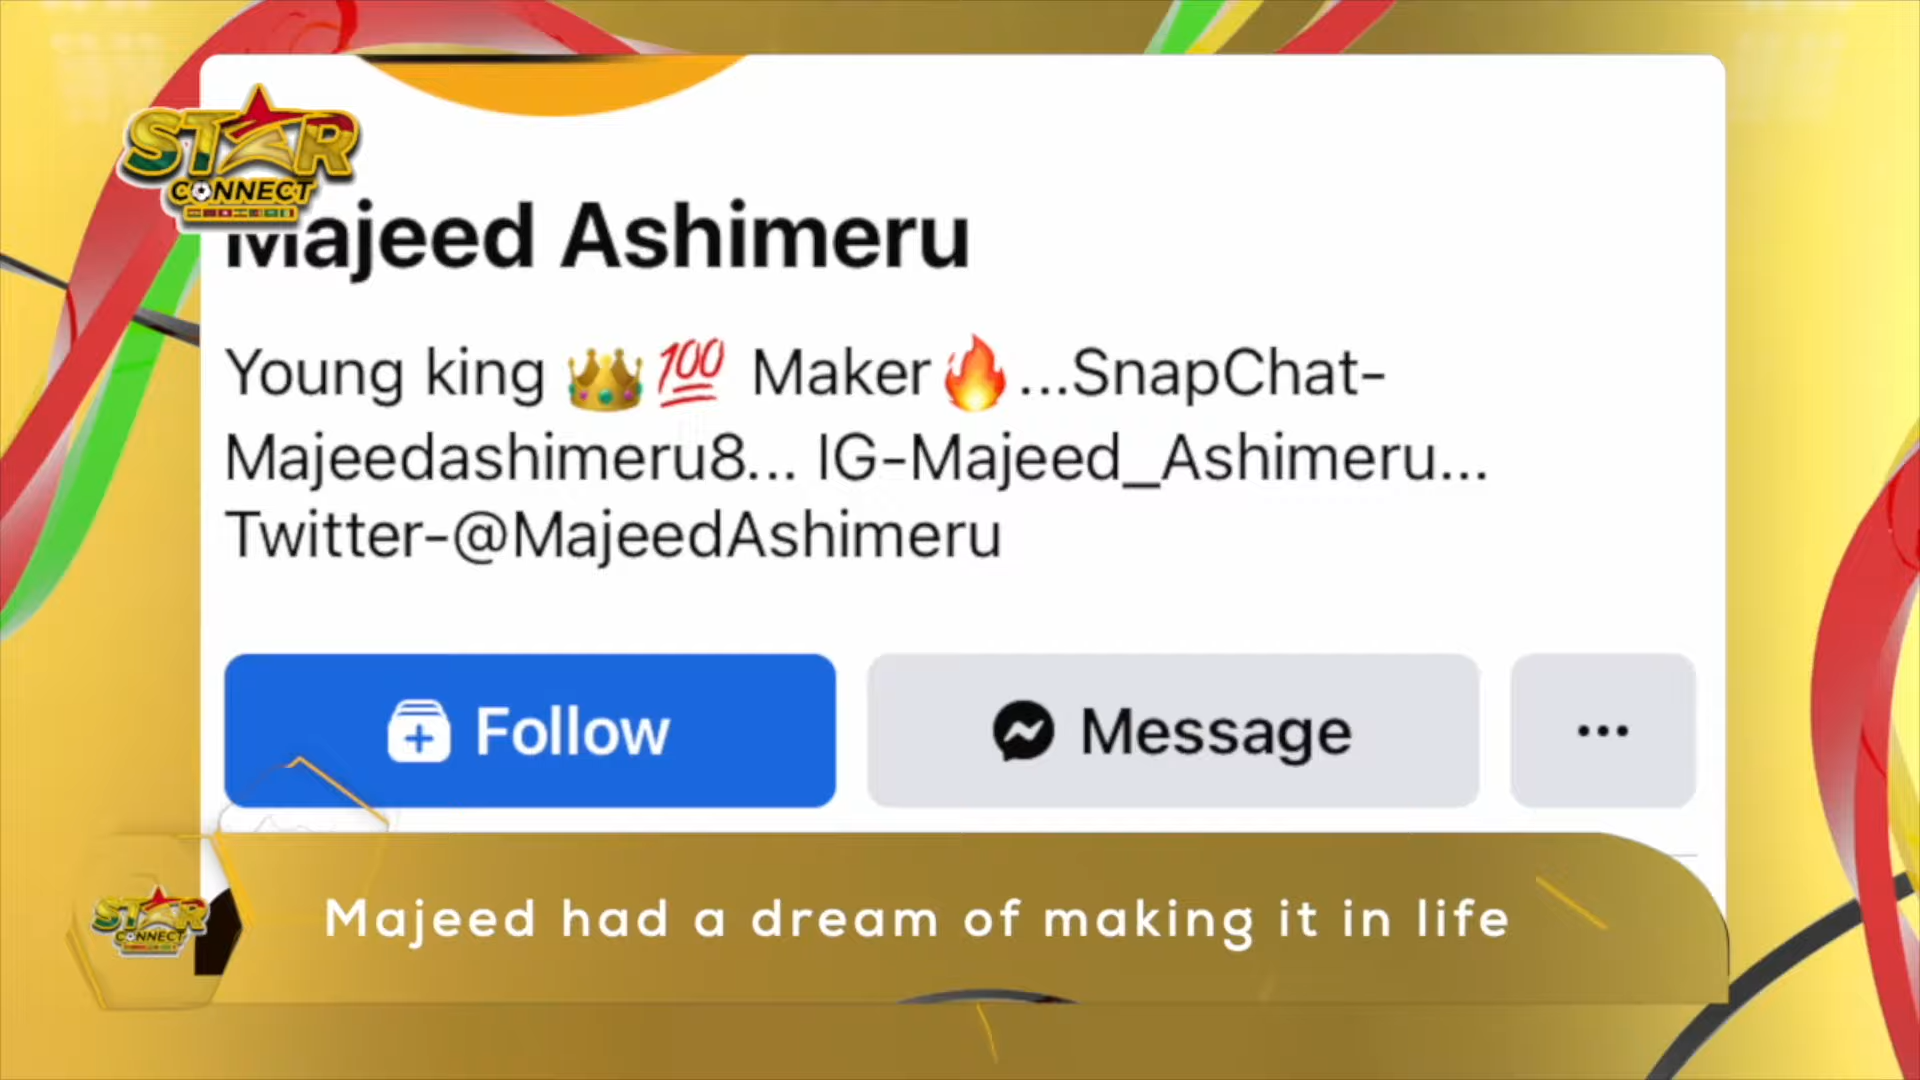 STAR
CONNECT
Majeed Ashimeru
Young king 👑💯 Maker🔥...SnapChat-
Majeedashimeru8... IG-Majeed_Ashimeru...
Twitter-@MajeedAshimeru
Follow
Message
...
STAR
CONNECT
Majeed had a dream of making it in life